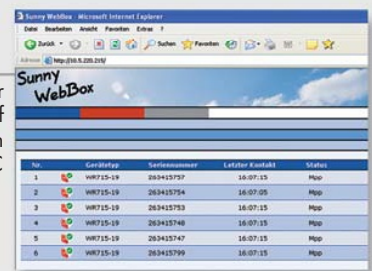 Sunny WebBox - Microsoft Internet Explorer
Datei Bearbeiten Ansicht Favoriten Extras ?
Zurück Suchen Favoriten
Adresse http://10.5.220.215/
Sunny
WebBox
Nr. Gerätetyp Seriennummer Letzter Kontakt Status
1 WR715-19 263415757 16:07:15 Mpp
2 WR715-19 263415754 16:07:05 Mpp
3 WR715-19 263415753 16:07:15 Mpp
4 WR715-19 263415748 16:07:15 Mpp
5 WR715-19 263415747 16:07:15 Mpp
6 WR715-19 263415799 16:07:15 Mpp